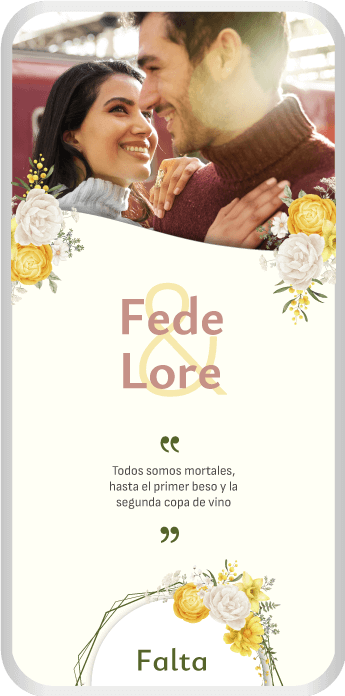 Fede
&
Lore
❝
Todos somos mortales,
hasta el primer beso y la
segunda copa de vino
❞
Falta